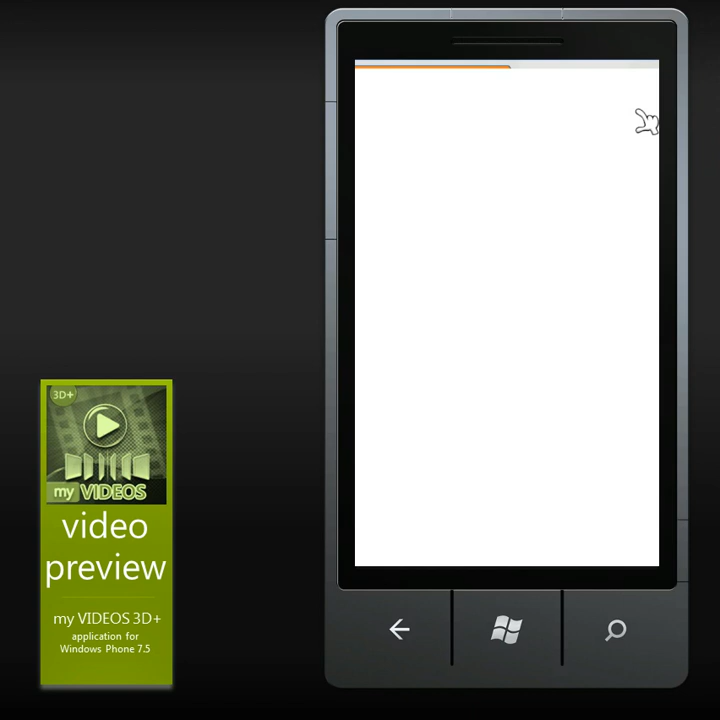 3D+
my VIDEOS
video
preview
my VIDEOS 3D+
application for
Windows Phone 7.5